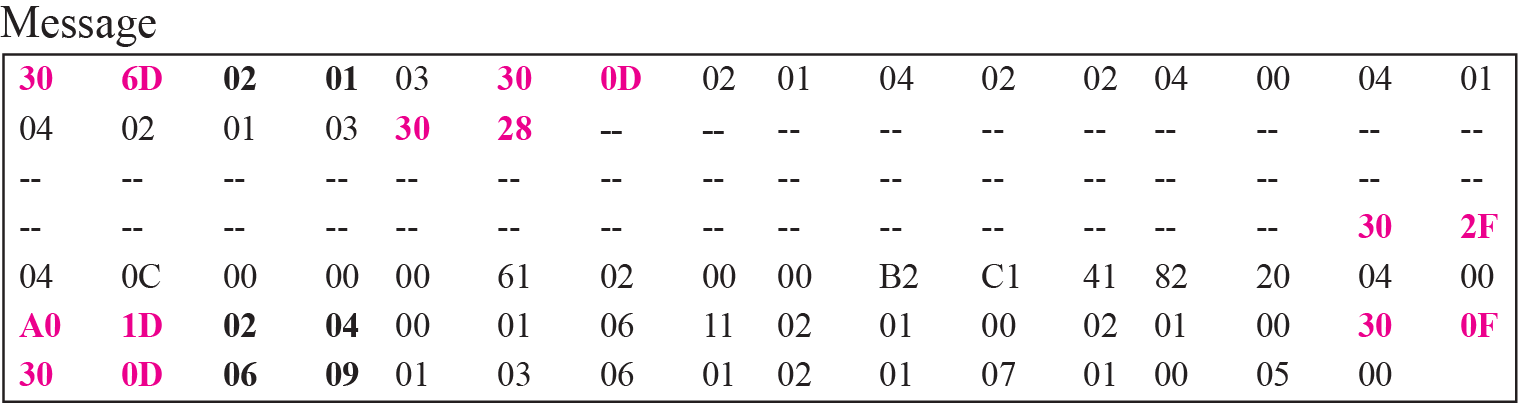 Message
30 6D 02 01 03 30 0D 02 01 04 02 02 04 00 04 01
04 02 01 03 30 28 -- -- -- -- -- -- -- -- -- --
-- -- -- -- -- -- -- -- -- -- -- -- -- -- -- --
-- -- -- -- -- -- -- -- -- -- -- -- -- -- 30 2F
04 0C 00 00 00 61 02 00 00 B2 C1 41 82 20 04 00
A0 1D 02 04 00 01 06 11 02 01 00 02 01 00 30 0F
30 0D 06 09 01 03 06 01 02 01 07 01 00 05 00